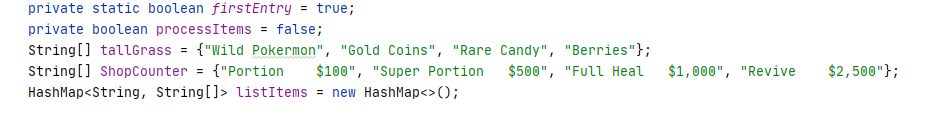 private static boolean firstEntry = true;
private boolean processItems = false;
String[] tallGrass = {"Wild Pokermon", "Gold Coins", "Rare Candy", "Berries"};
String[] ShopCounter = {"Portion    $100", "Super Portion   $500", "Full Heal   $1,000", "Revive    $2,500"};
HashMap<String, String[]> listItems = new HashMap<>();